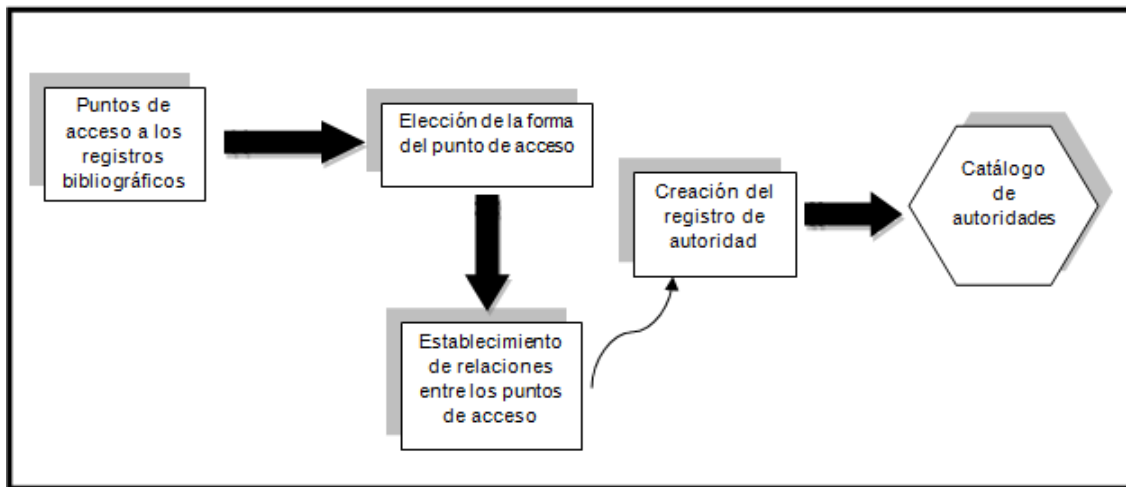 Puntos de
acceso a los
registros
bibliográficos
Elección de la forma
del punto de acceso
Establecimiento
de relaciones
entre los puntos
de acceso
Creación del
registro de
autoridad
Catálogo
de
autoridades